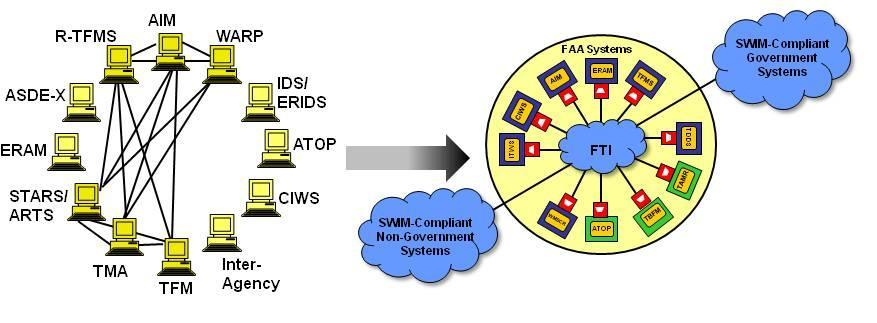 AIM
R-TFMS
WARP
ASDE-X
IDS/
ERIDS
ERAM
ATOP
STARS/
ARTS
CIWS
TMA
TFM
Inter-
Agency
SWIM-Compliant
Government
Systems
FAA Systems
AIM
ERAM
TFMS
CIWS
ITWS
FTI
TDDS
TAMR
TBFM
ATOP
WMSCR
SWIM-Compliant
Non-Government
Systems